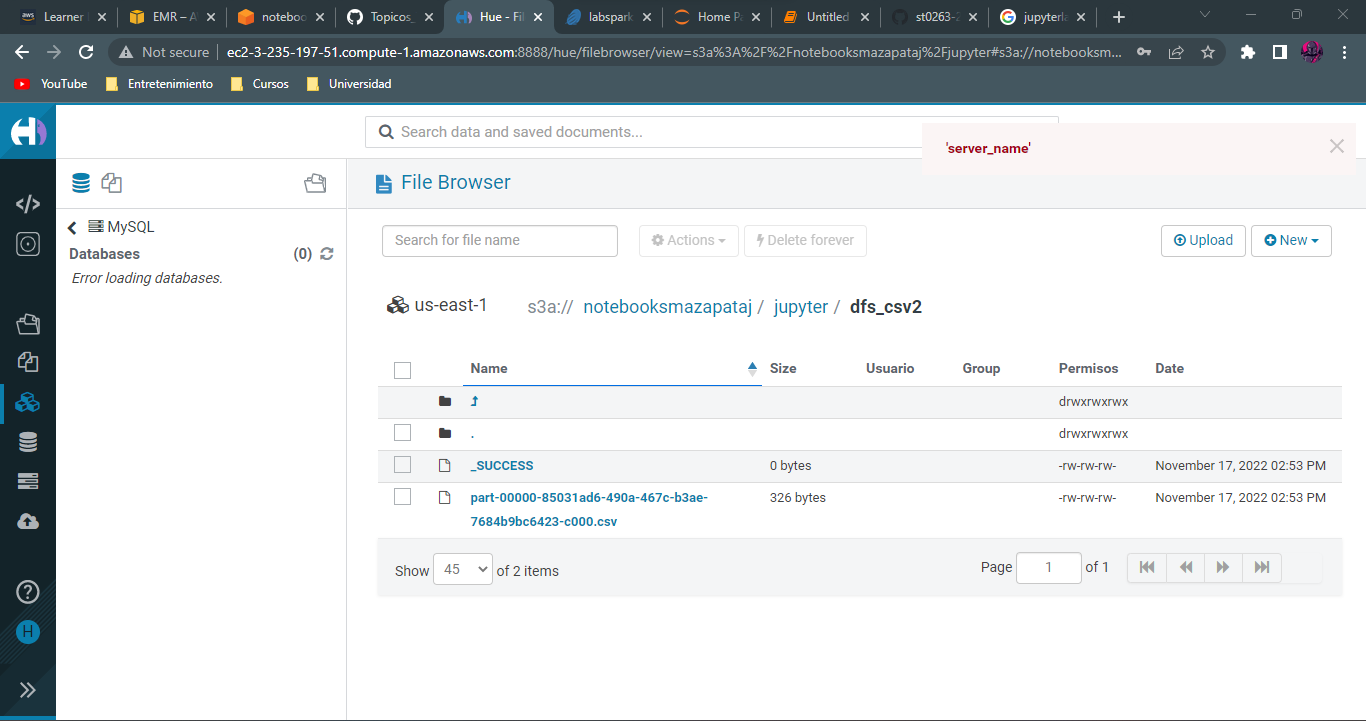 Learner
EMR – A
noteboo
Topicos_
Hue - Fil
labspark
Home Pa
Untitled
st0263-2
jupyterla
Not secure
ec2-3-235-197-51.compute-1.amazonaws.com:8888/hue/filebrowser/view=s3a%3A%2F%2Fnotebooksmazapataj%2Fjupyter#s3a://notebooksm...
YouTube
Entretenimiento
Cursos
Universidad
Search data and saved documents...
'server_name'
File Browser
MySQL
Databases
(0)
Error loading databases.
Search for file name
Actions
Delete forever
Upload
New
us-east-1
s3a:// notebooksmazapataj / jupyter / dfs_csv2
Name Size Usuario Group Permisos Date
drwxrwxrwx
. drwxrwxrwx
_SUCCESS 0 bytes -rw-rw-rw- November 17, 2022 02:53 PM
part-00000-85031ad6-490a-467c-b3ae- 326 bytes -rw-rw-rw- November 17, 2022 02:53 PM
7684b9bc6423-c000.csv
Show 45 of 2 items
Page 1 of 1
H